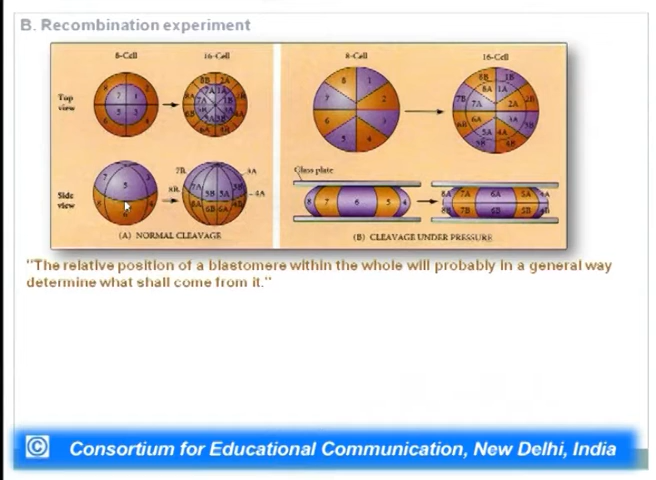 B. Recombination experiment
8-Cell 16-Cell 8-Cell 16-Cell
Top
view
Glass plate
Side
view
(A) NORMAL CLEAVAGE (B) CLEAVAGE UNDER PRESSURE
"The relative position of a blastomere within the whole will probably in a general way
determine what shall come from it."
© Consortium for Educational Communication, New Delhi, India